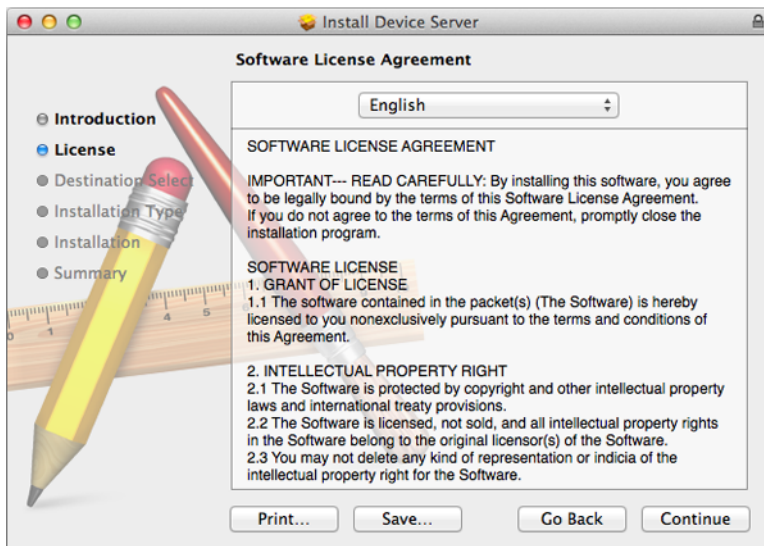 Install Device Server
Software License Agreement
Introduction
License
Destination Select
Installation Type
Installation
Summary
English
SOFTWARE LICENSE AGREEMENT
IMPORTANT--- READ CAREFULLY: By installing this software, you agree
to be legally bound by the terms of this Software License Agreement.
If you do not agree to the terms of this Agreement, promptly close the
installation program.
SOFTWARE LICENSE
1. GRANT OF LICENSE
1.1 The software contained in the packet(s) (The Software) is hereby
licensed to you nonexclusively pursuant to the terms and conditions of
this Agreement.
2. INTELLECTUAL PROPERTY RIGHT
2.1 The Software is protected by copyright and other intellectual property
laws and international treaty provisions.
2.2 The Software is licensed, not sold, and all intellectual property rights
in the Software belong to the original licensor(s) of the Software.
2.3 You may not delete any kind of representation or indicia of the
intellectual property right for the Software.
0 1 4 5
Print... Save... Go Back Continue